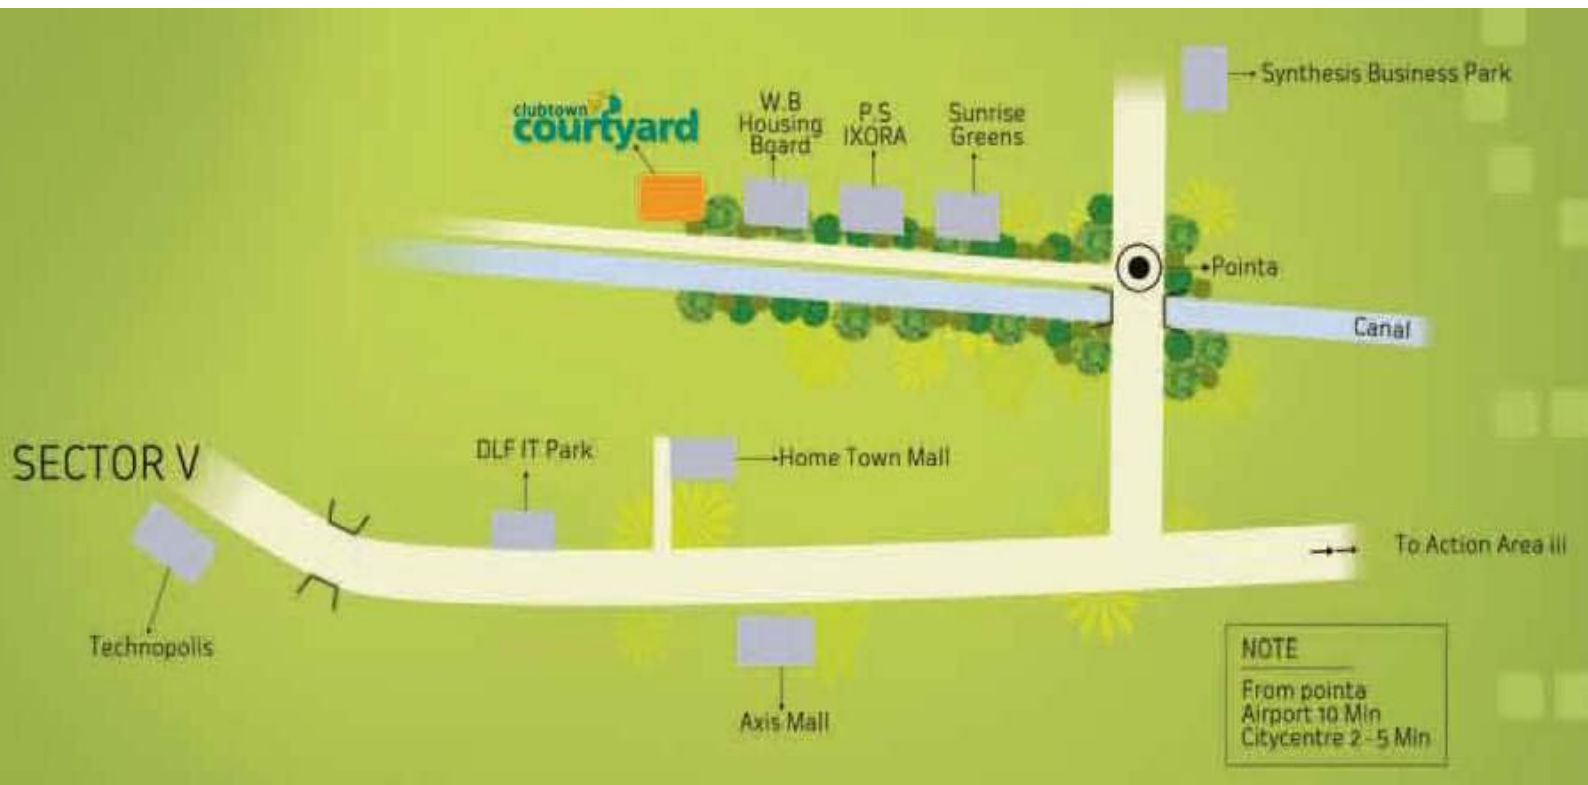 Synthesis Business Park
clubtown
courtyard
W.B
Housing
Board
P.S
IXORA
Sunrise
Greens
Pointa
Canal
SECTOR V
DLF IT Park
Home Town Mall
To Action Area iii
Technopolis
Axis Mall
NOTE
From pointa
Airport 10 Min
Citycentre 2 - 5 Min